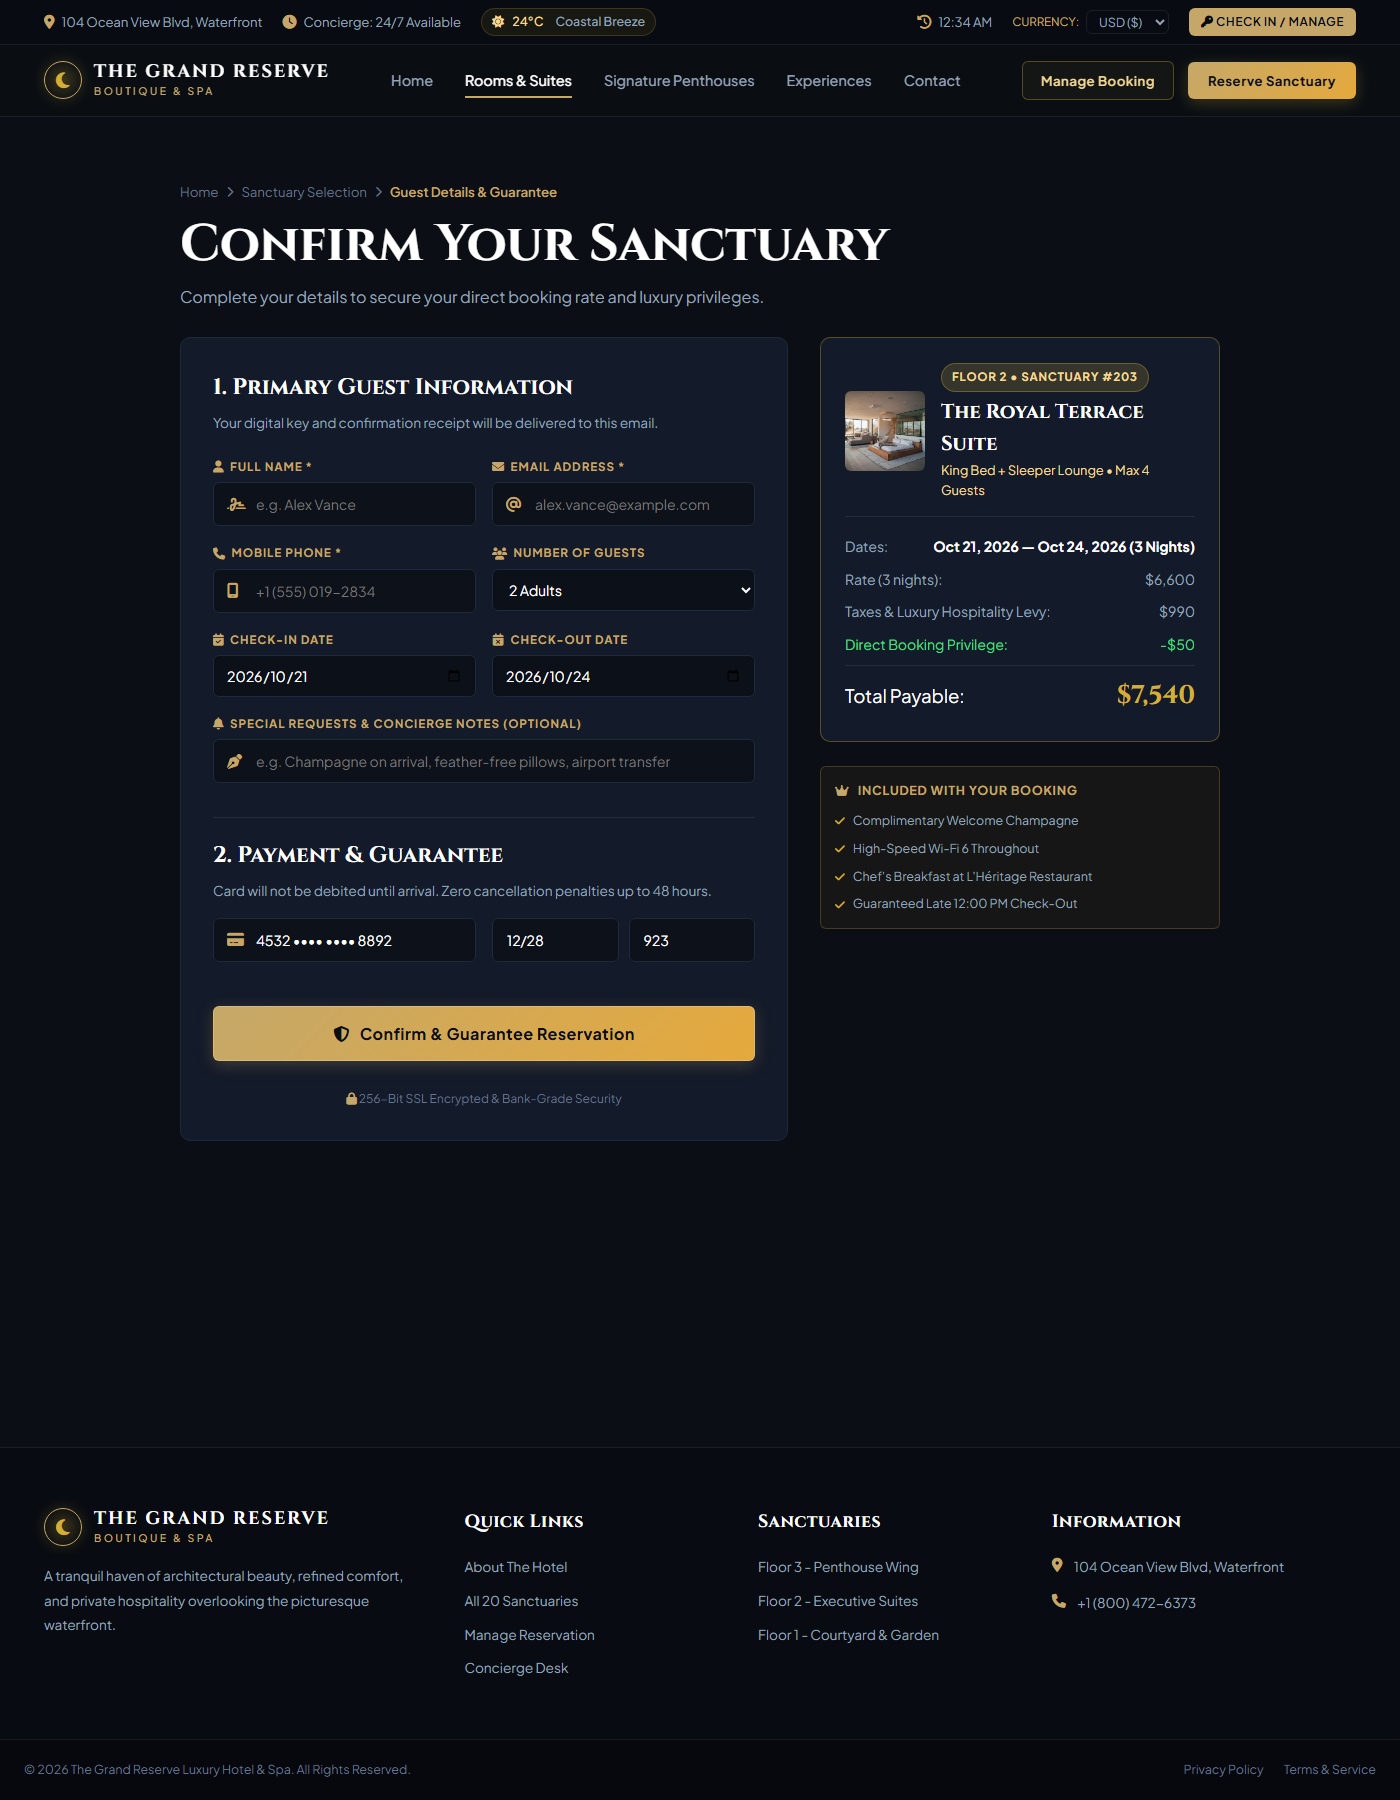 104 Ocean View Blvd, Waterfront
Concierge: 24/7 Available
24°C Coastal Breeze
12:34 AM
CURRENCY: USD ($)
CHECK IN / MANAGE
THE GRAND RESERVE
BOUTIQUE & SPA
Home
Rooms & Suites
Signature Penthouses
Experiences
Contact
Manage Booking
Reserve Sanctuary
Home > Sanctuary Selection > Guest Details & Guarantee
Confirm Your Sanctuary
Complete your details to secure your direct booking rate and luxury privileges.
1. Primary Guest Information
Your digital key and confirmation receipt will be delivered to this email.
FULL NAME *
e.g. Alex Vance
EMAIL ADDRESS *
alex.vance@example.com
MOBILE PHONE *
+1 (555) 019-2834
NUMBER OF GUESTS
2 Adults
CHECK-IN DATE
2026/10/21
CHECK-OUT DATE
2026/10/24
SPECIAL REQUESTS & CONCIERGE NOTES (OPTIONAL)
e.g. Champagne on arrival, feather-free pillows, airport transfer
2. Payment & Guarantee
Card will not be debited until arrival. Zero cancellation penalties up to 48 hours.
4532 •••• •••• 8892
12/28
923
Confirm & Guarantee Reservation
256-Bit SSL Encrypted & Bank-Grade Security
FLOOR 2 • SANCTUARY #203
The Royal Terrace
Suite
King Bed + Sleeper Lounge • Max 4
Guests
Dates: Oct 21, 2026 — Oct 24, 2026 (3 Nights)
Rate (3 nights): $6,600
Taxes & Luxury Hospitality Levy: $990
Direct Booking Privilege: -$50
Total Payable: $7,540
INCLUDED WITH YOUR BOOKING
Complimentary Welcome Champagne
High-Speed Wi-Fi 6 Throughout
Chef's Breakfast at L'Héritage Restaurant
Guaranteed Late 12:00 PM Check-Out
THE GRAND RESERVE
BOUTIQUE & SPA
A tranquil haven of architectural beauty, refined comfort,
and private hospitality overlooking the picturesque
waterfront.
Quick Links
About The Hotel
All 20 Sanctuaries
Manage Reservation
Concierge Desk
Sanctuaries
Floor 3 - Penthouse Wing
Floor 2 - Executive Suites
Floor 1 - Courtyard & Garden
Information
104 Ocean View Blvd, Waterfront
+1 (800) 472-6373
© 2026 The Grand Reserve Luxury Hotel & Spa. All Rights Reserved.
Privacy Policy
Terms & Service